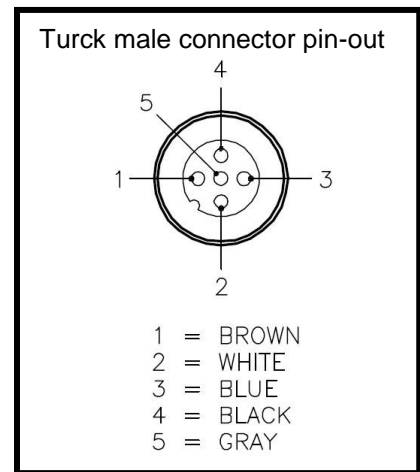 Turck male connector pin-out
4
5
1 3
2
1 = BROWN
2 = WHITE
3 = BLUE
4 = BLACK
5 = GRAY